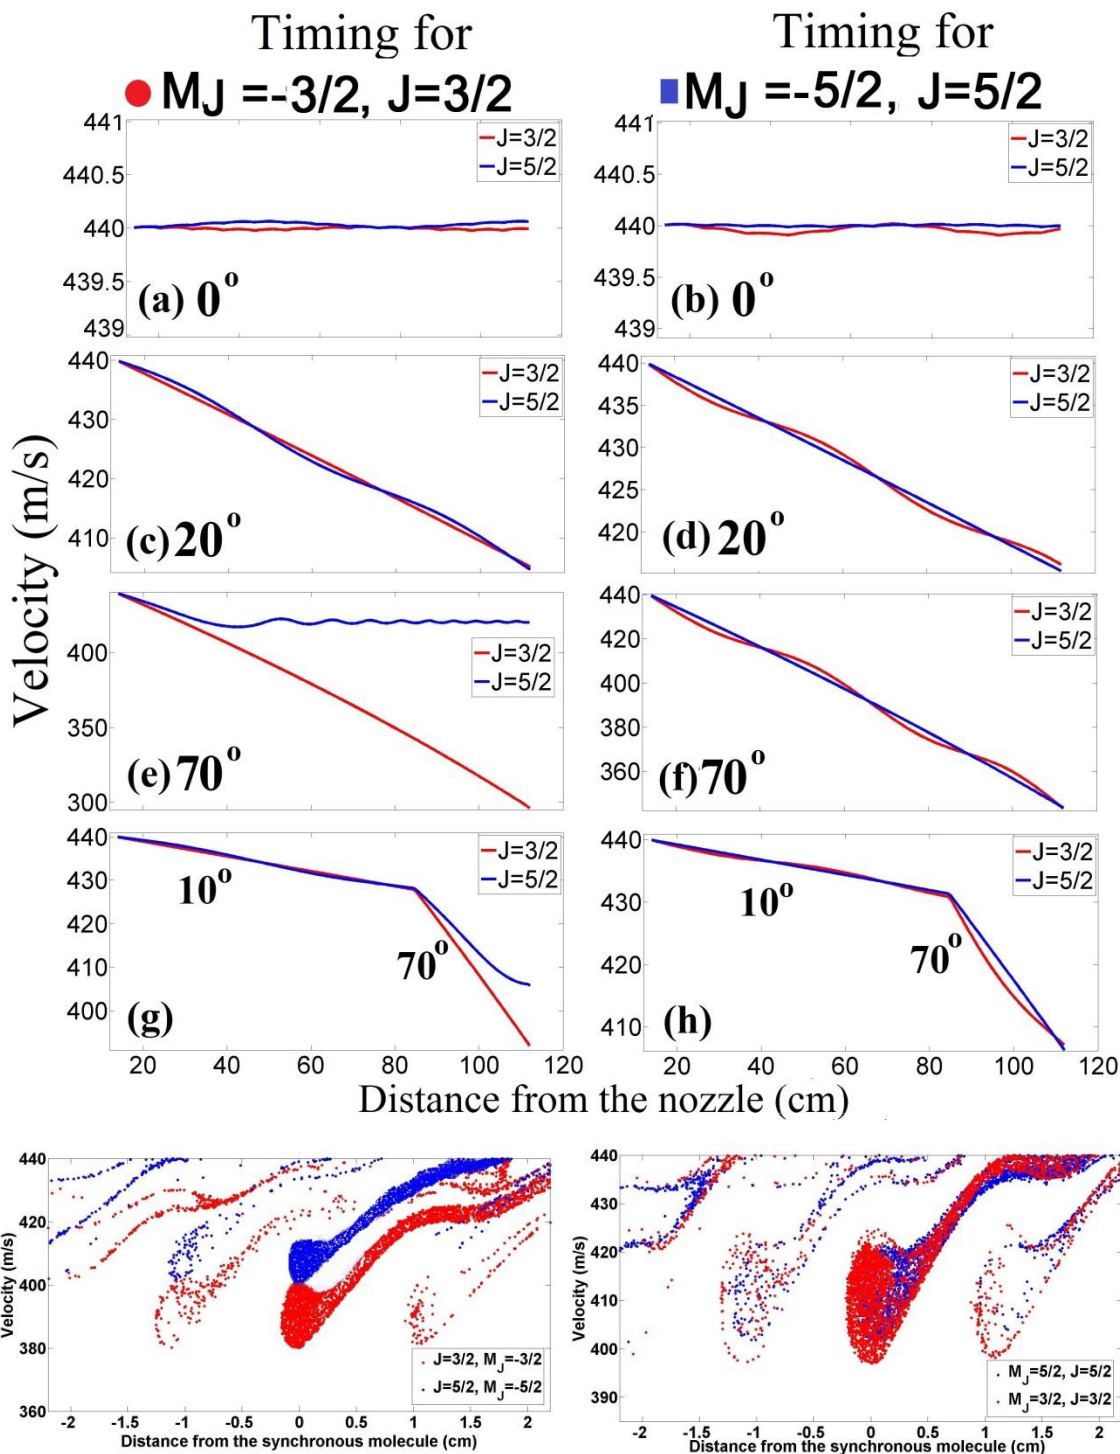 Timing for
M_J =-3/2, J=3/2
Timing for
M_J =-5/2, J=5/2
441
440.5
440
439.5
439
J=3/2
J=5/2
(a) 0°
441
440.5
440
439.5
439
J=3/2
J=5/2
(b) 0°
Velocity (m/s)
440
430
420
410
J=3/2
J=5/2
(c) 20°
440
435
430
425
420
J=3/2
J=5/2
(d) 20°
400
350
300
J=3/2
J=5/2
(e) 70°
440
420
400
380
360
J=3/2
J=5/2
(f) 70°
440
430
420
410
400
J=3/2
J=5/2
10°
70°
(g)
20 40 60 80 100 120
440
430
420
410
J=3/2
J=5/2
10°
70°
(h)
20 40 60 80 100 120
Distance from the nozzle (cm)
Velocity (m/s)
440
420
400
380
360
J=3/2, M_J=-3/2
J=5/2, M_J=-5/2
-2 -1.5 -1 -0.5 0 0.5 1 1.5 2
Distance from the synchronous molecule (cm)
Velocity (m/s)
440
430
420
410
400
390
M_J=5/2, J=5/2
M_J=3/2, J=3/2
-2 -1.5 -1 -0.5 0 0.5 1 1.5 2
Distance from the synchronous molecule (cm)